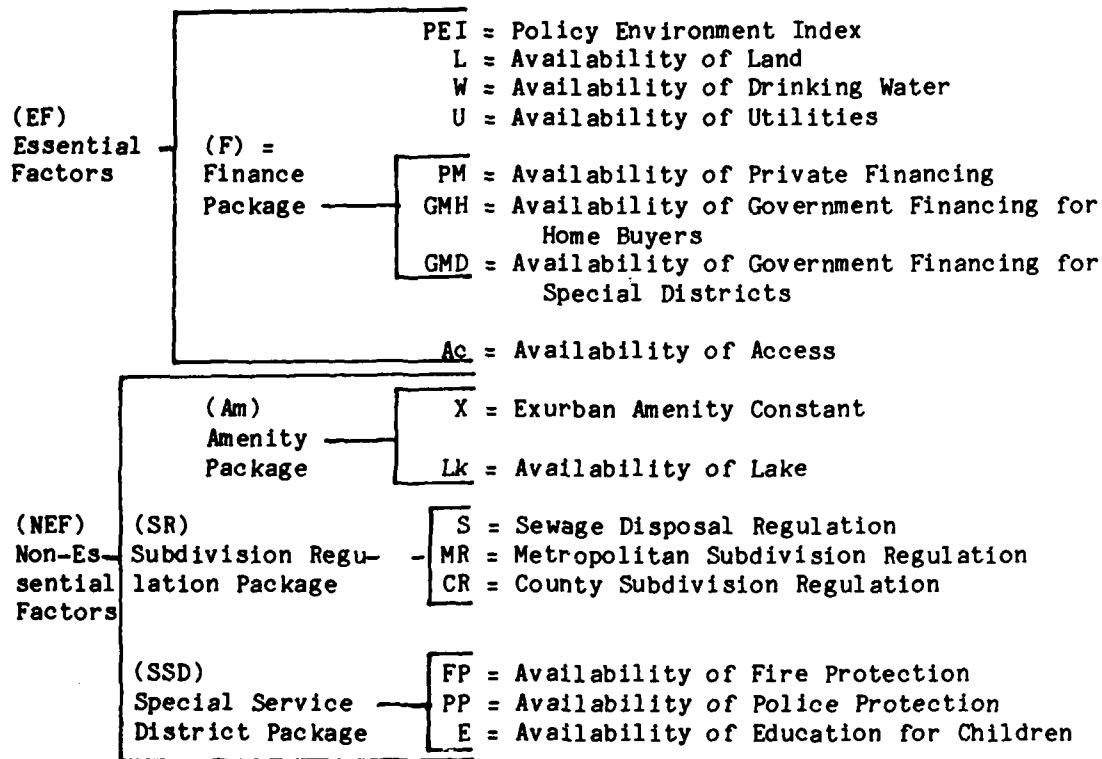 PEI = Policy Environment Index
L = Availability of Land
W = Availability of Drinking Water
U = Availability of Utilities
(EF)
Essential
Factors
(F) =
Finance
Package
PM = Availability of Private Financing
GMH = Availability of Government Financing for
Home Buyers
GMD = Availability of Government Financing for
Special Districts
Ac = Availability of Access
(Am)
Amenity
Package
X = Exurban Amenity Constant
Lk = Availability of Lake
(NEF)
Non-Es-
sential
Factors
(SR)
Subdivision Regu-
lation Package
S = Sewage Disposal Regulation
MR = Metropolitan Subdivision Regulation
CR = County Subdivision Regulation
(SSD)
Special Service
District Package
FP = Availability of Fire Protection
PP = Availability of Police Protection
E = Availability of Education for Children